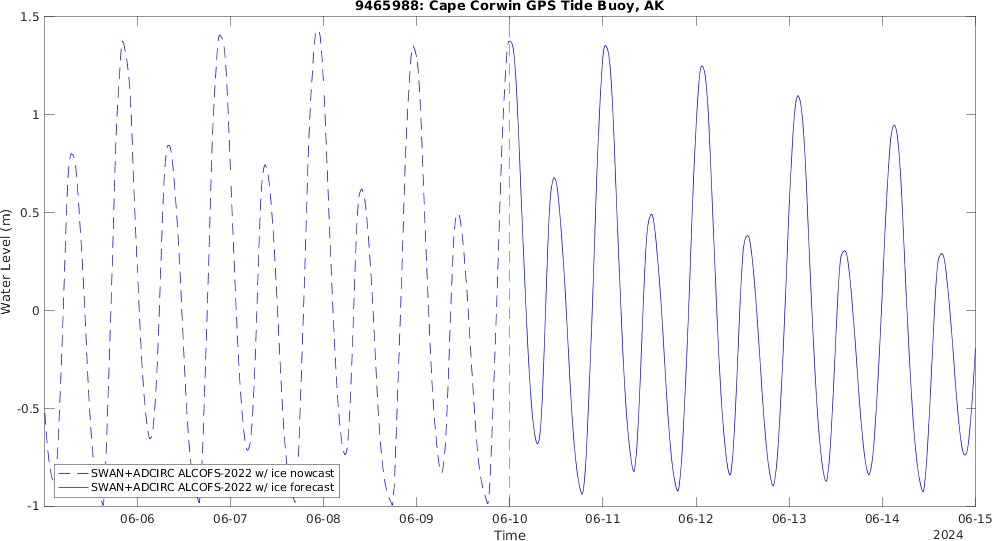 9465988: Cape Corwin GPS Tide Buoy, AK
1.5
1
0.5
0
-0.5
-1
Water Level (m)
SWAN+ADCIRC ALCOFS-2022 w/ ice nowcast
SWAN+ADCIRC ALCOFS-2022 w/ ice forecast
06-06 06-07 06-08 06-09 06-10 06-11 06-12 06-13 06-14 06-15
Time
2024